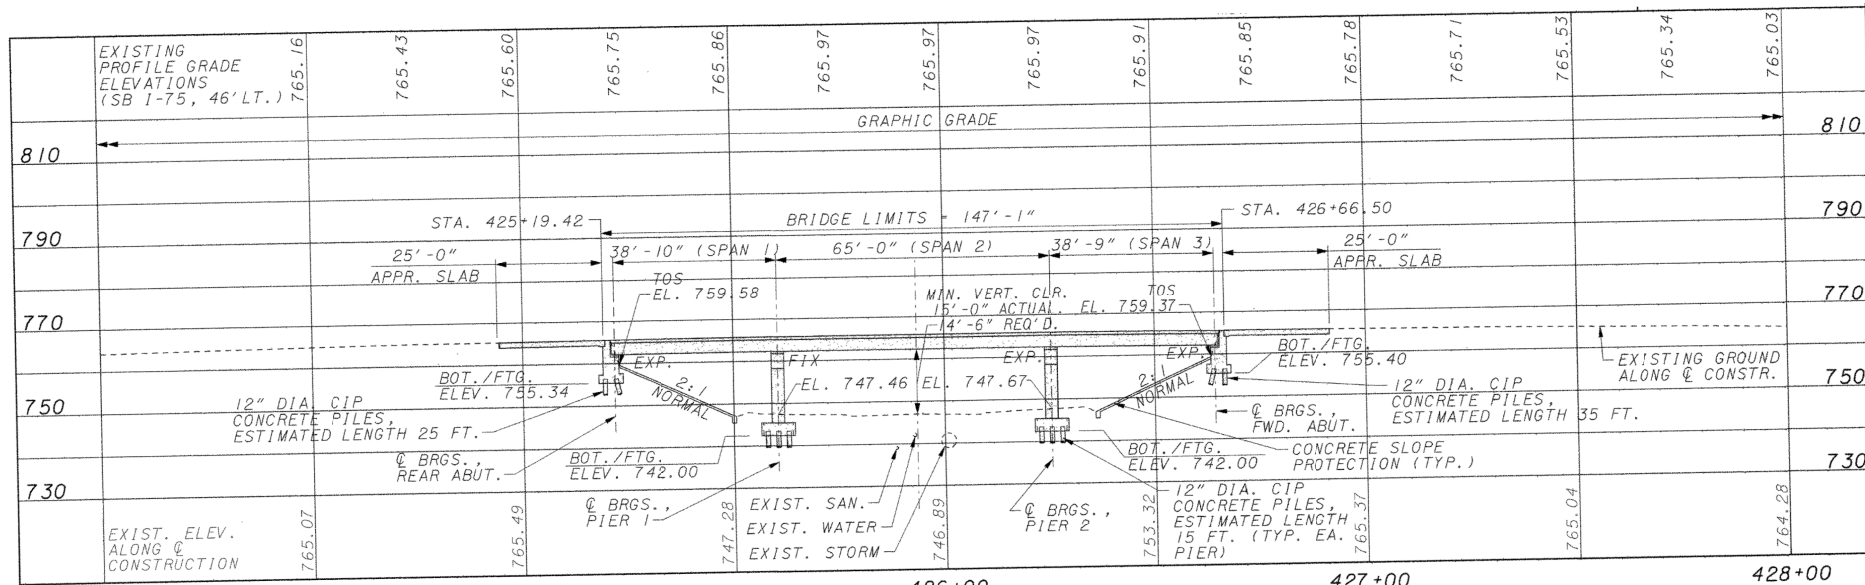 EXISTING
PROFILE GRADE
ELEVATIONS
(SB I-75, 46' LT.)
765.16
765.43
765.60
765.75
765.86
765.97
765.97
765.97
765.91
765.85
765.78
765.71
765.53
765.34
765.03
GRAPHIC GRADE
810
810
STA. 425+19.42
BRIDGE LIMITS = 147'-1"
STA. 426+66.50
790
790
25'-0"
APPR. SLAB
38'-10" (SPAN 1)
65'-0" (SPAN 2)
38'-9" (SPAN 3)
25'-0"
APPR. SLAB
TOS
EL. 759.58
MIN. VERT. CLR.
15'-0" ACTUAL
14'-6" REQ'D.
TOS
EL. 759.37
770
770
EXP.
FIX
EXP.
EXP.
BOT./FTG.
ELEV. 755.34
2:1
NORMAL
EL. 747.46
EL. 747.67
2:1
NORMAL
BOT./FTG.
ELEV. 755.40
EXISTING GROUND
ALONG ℄ CONSTR.
750
750
12" DIA. CIP
CONCRETE PILES,
ESTIMATED LENGTH 25 FT.
12" DIA. CIP
CONCRETE PILES,
ESTIMATED LENGTH 35 FT.
℄ BRGS.,
REAR ABUT.
BOT./FTG.
ELEV. 742.00
BOT./FTG.
ELEV. 742.00
℄ BRGS.,
FWD. ABUT.
CONCRETE SLOPE
PROTECTION (TYP.)
730
730
℄ BRGS.,
PIER 1
EXIST. SAN.
EXIST. WATER
EXIST. STORM
℄ BRGS.,
PIER 2
12" DIA. CIP
CONCRETE PILES,
ESTIMATED LENGTH
15 FT. (TYP. EA.
PIER)
EXIST. ELEV.
ALONG ℄
CONSTRUCTION
765.07
765.49
747.28
746.89
753.32
765.37
765.04
764.28
426+00
427+00
428+00